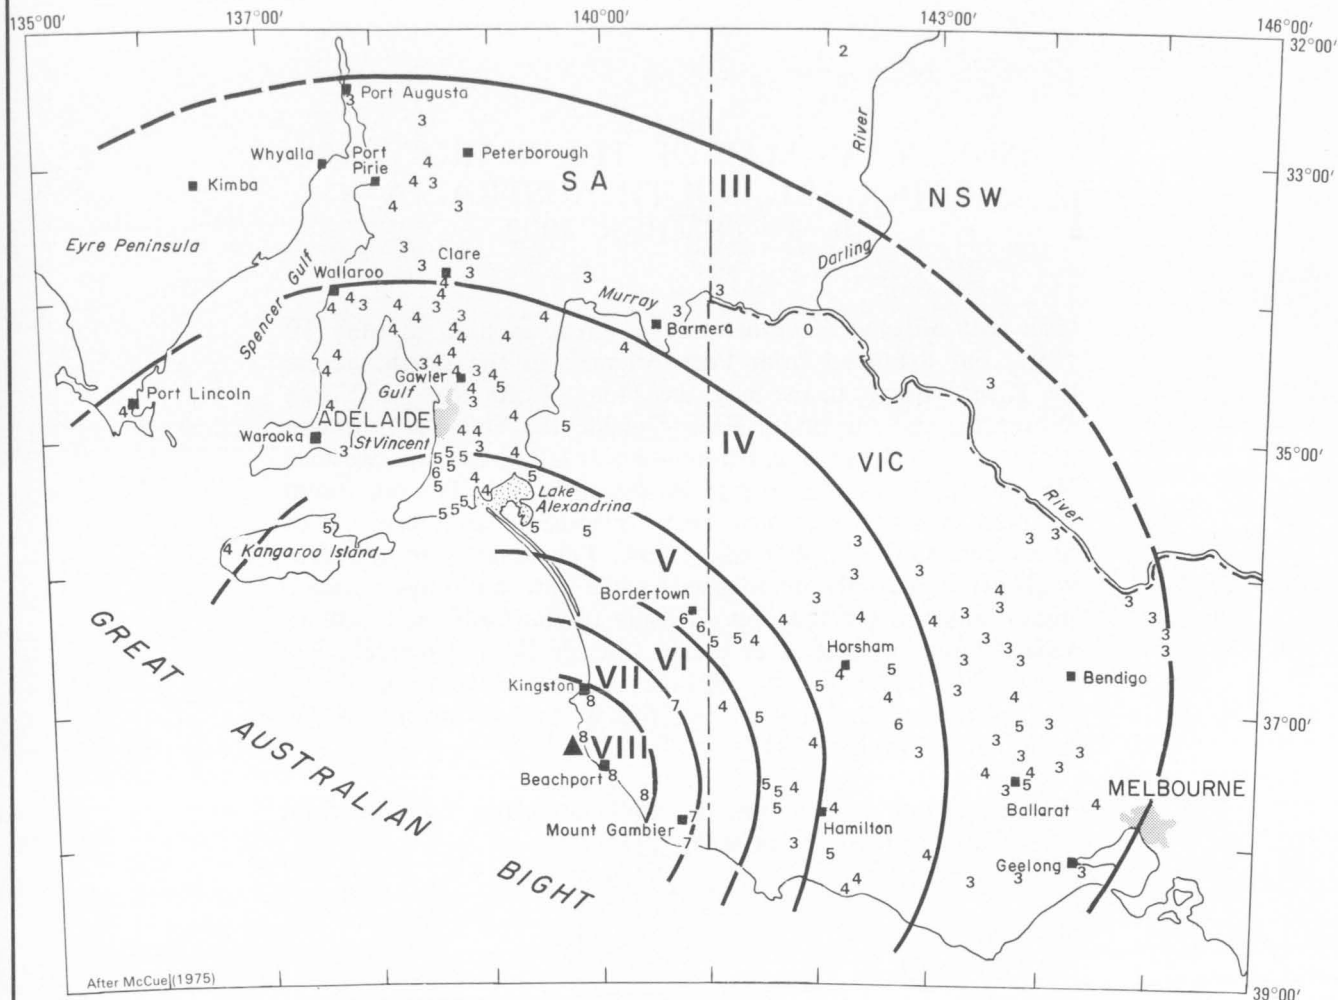 135°00′ 137°00′ 140°00′ 143°00′ 146°00′
32°00′
2
Port Augusta
3
3
River
Whyalla
Port
Pirie
4
Peterborough
Kimba
4 3
SA
III
NSW
33°00′
4 3
Eyre Peninsula
3
Spencer Gulf
Clare
3 3
Darling
Wallaroo
3
4
Murray
3
3
4 3 4 4 4
4 4 3 4
Barmera
0
4 4 4 4 4
4 4
4 4 4
Gawler 4 3 4
3
Gulf
4 5
Port Lincoln
4
4 3
4
ADELAIDE
4
5
IV
VIC
35°00′
Warooka
St Vincent
4 4
3 3 4
5 5
6 5
5 4
5
River
4
Lake
Alexandrina
5 5 5
5
5
5
4
Kangaroo Island
3
3 3
V
3 3
4
Bordertown
3
3
3
3
GREAT
6 6
4
4
4
3
3
5 5 4
3
3
VI
Horsham
3
3
3
VII
4
5
3
Kingston
5
4
3
4
Bendigo
8
7
4
5
6
5
3
37°00′
8
VIII
4
3
3
3
3
AUSTRALIAN
Beachport
8
5 5 4
3
4
3
MELBOURNE
8
3 5
5
4
Ballarat
4
Mount Gambier
7
7
Hamilton
3
5
4
Geelong
3
BIGHT
4 4
3
3
After McCue (1975)
39°00′